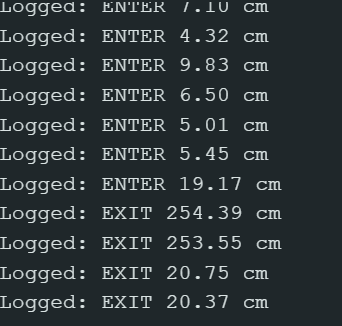 Logged: ENTER 7.10 cm
Logged: ENTER 4.32 cm
Logged: ENTER 9.83 cm
Logged: ENTER 6.50 cm
Logged: ENTER 5.01 cm
Logged: ENTER 5.45 cm
Logged: ENTER 19.17 cm
Logged: EXIT 254.39 cm
Logged: EXIT 253.55 cm
Logged: EXIT 20.75 cm
Logged: EXIT 20.37 cm